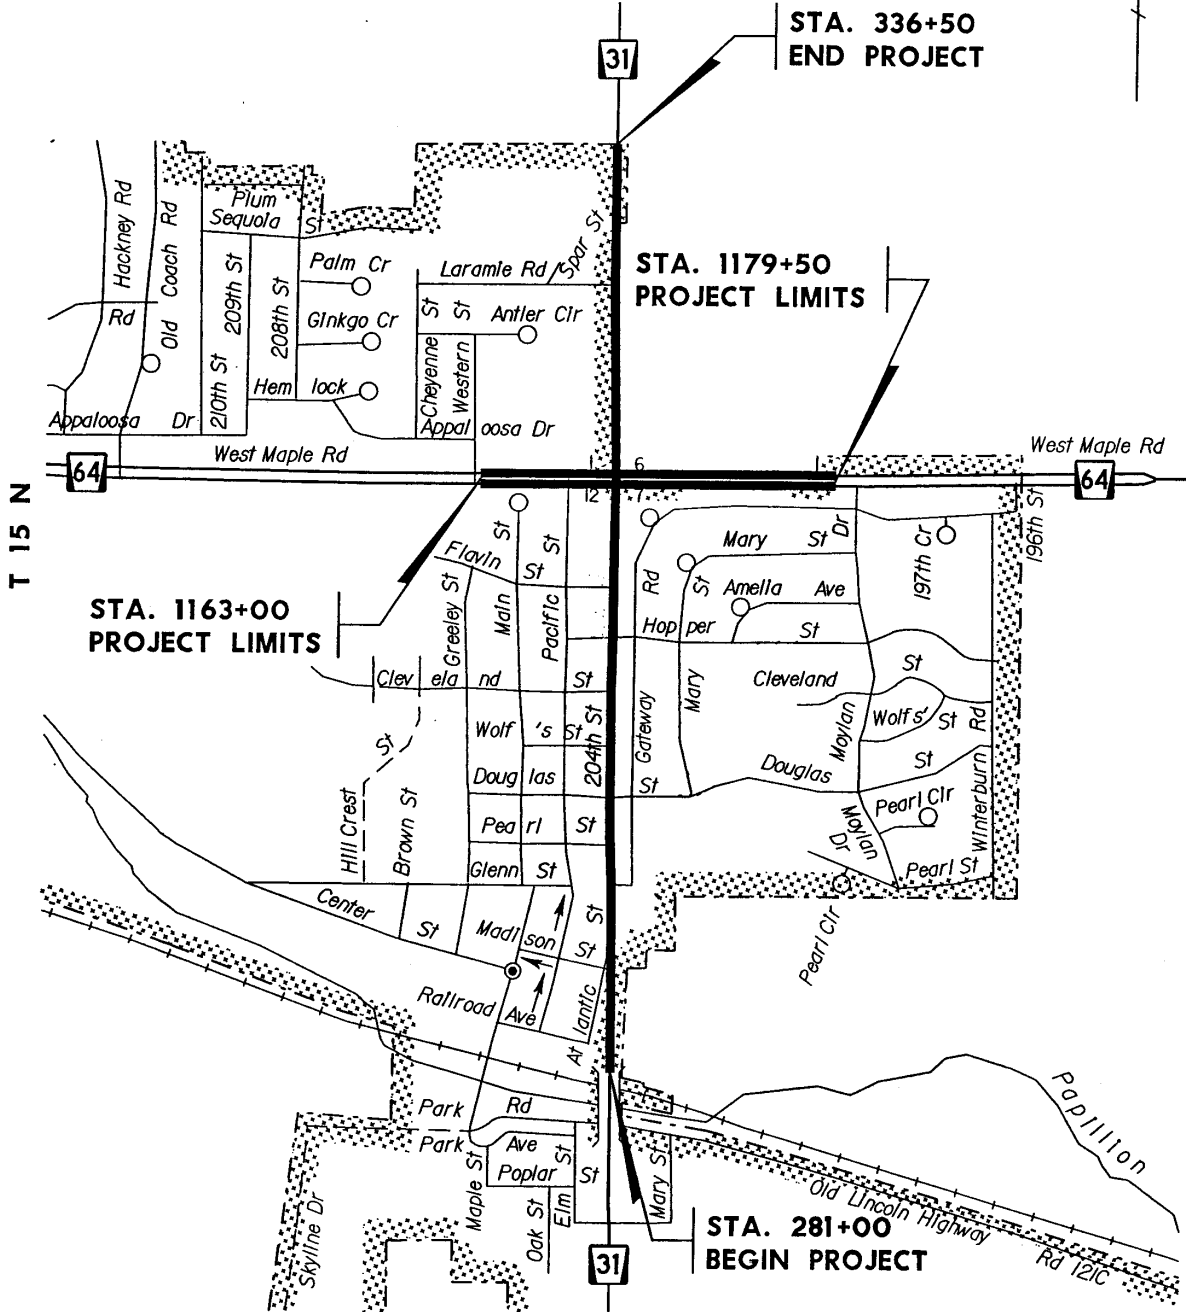 STA. 336+50
END PROJECT
31
Hackney Rd
Old Coach Rd
Plum
Sequoia St
Spar St
Palm Cr
Laramie Rd
STA. 1179+50
PROJECT LIMITS
Rd
209th St
208th St
Ginkgo Cr
Cheyenne St
Western St
Antler Cir
210th St
Hem lock
Appaloosa Dr
Appal oosa Dr
West Maple Rd
West Maple Rd
64
64
1 6
12 7
T 15 N
196th St
Flavin St
Main St
Pacific St
Mary St
Dr
197th Cr
Rd
St
Amelia Ave
STA. 1163+00
PROJECT LIMITS
Greeley St
Hop per St
Clev ela nd St
Cleveland St
Mary
Gateway
Wolf 's St
204th St
Moylan
Wolfs' St
Rd
Hill Crest St
Doug las St
Douglas St
Brown St
Pea rl St
Pearl Cir
Winterburn
Moylan Dr
Glenn St
Pearl St
Center St
Madi son St
St
Pearl Cir
Railroad Ave
At lantic
Park Rd
Papillion
Park Ave
Poplar St
Maple St
Oak St
Elm St
Mary St
Skyline Dr
Old Lincoln Highway
Rd 121C
STA. 281+00
BEGIN PROJECT
31